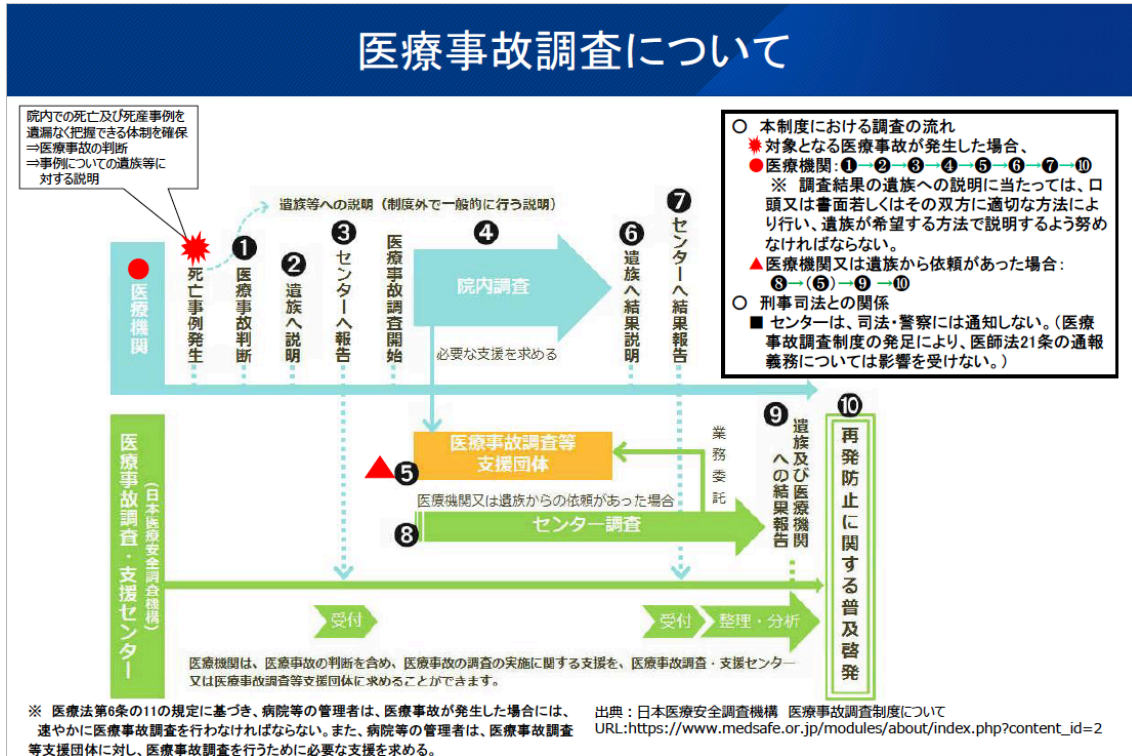 医療事故調査について
院内での死亡及び死産事例を
遺漏なく把握できる体制を確保
⇒医療事故の判断
⇒事例についての遺族等に
対する説明
○ 本制度における調査の流れ
対象となる医療事故が発生した場合、
●医療機関:❶→❷→❸→❹→❺→❻→❼→❿
※ 調査結果の遺族への説明に当たっては、口
頭又は書面若しくはその双方に適切な方法によ
り行い、遺族が希望する方法で説明するよう努め
なければならない。
▲医療機関又は遺族から依頼があった場合:
❽→(❺)→❾→❿
○ 刑事司法との関係
■ センターは、司法・警察には通知しない。(医療
事故調査制度の発足により、医師法21条の通報
義務については影響を受けない。)
遺族等への説明(制度外で一般的に行う説明)
医療機関
死亡事例発生
❶
医療事故判断
❷
遺族へ説明
❸
センターへ報告
医療事故調査開始
❹
院内調査
必要な支援を求める
❻
遺族へ結果説明
❼
センターへ結果報告
医療事故調査・支援センター
(日本医療安全調査機構)
❺
医療事故調査等
支援団体
業務委託
医療機関又は遺族からの依頼があった場合
❽
センター調査
❾
遺族及び医療機関
への結果報告
❿
再発防止に関する普及啓発
受付
受付
整理・分析
医療機関は、医療事故の判断を含め、医療事故の調査の実施に関する支援を、医療事故調査・支援センター
又は医療事故調査等支援団体に求めることができます。
※ 医療法第6条の11の規定に基づき、病院等の管理者は、医療事故が発生した場合には、
速やかに医療事故調査を行わなければならない。また、病院等の管理者は、医療事故調査
等支援団体に対し、医療事故調査を行うために必要な支援を求める。
出典:日本医療安全調査機構 医療事故調査制度について
URL:https://www.medsafe.or.jp/modules/about/index.php?content_id=2